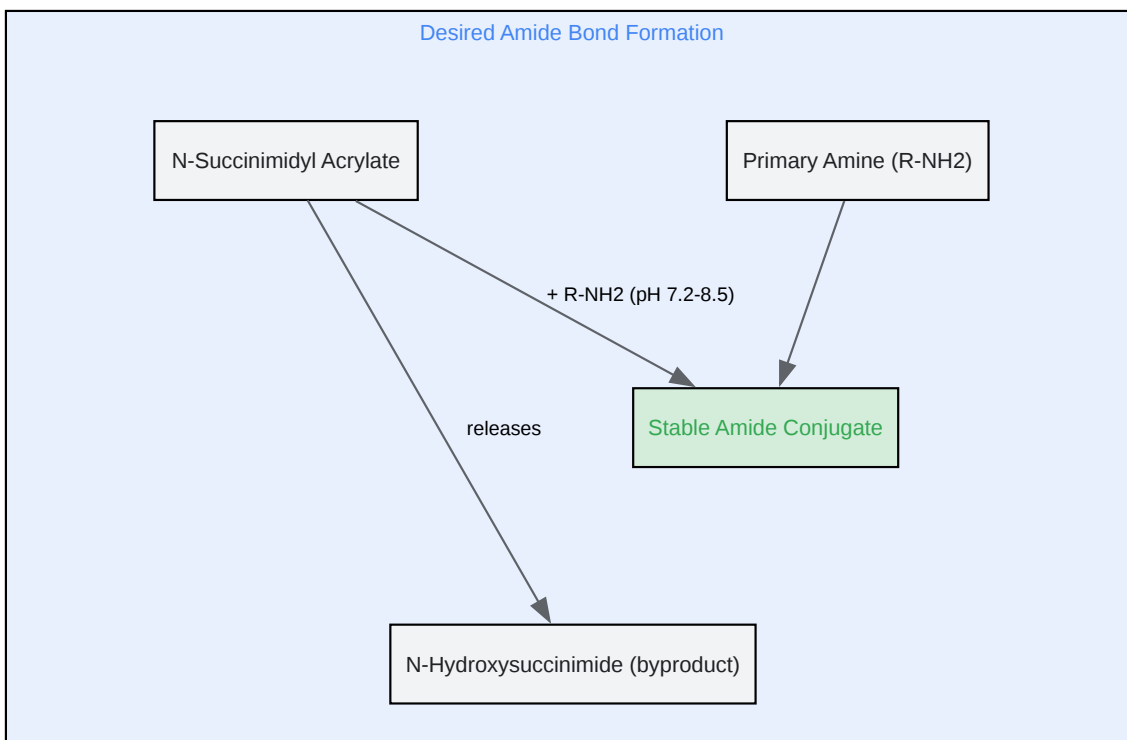 Desired Amide Bond Formation
N-Succinimidyl Acrylate
Primary Amine (R-NH2)
+ R-NH2 (pH 7.2-8.5)
releases
Stable Amide Conjugate
N-Hydroxysuccinimide (byproduct)